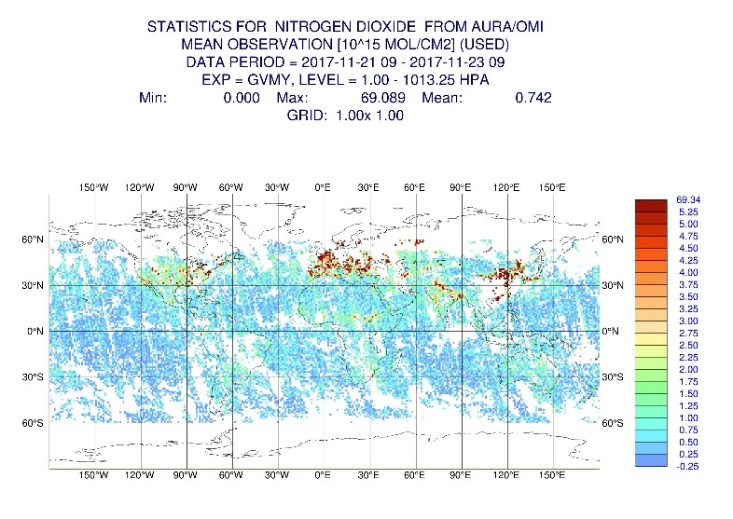 STATISTICS FOR NITROGEN DIOXIDE FROM AURA/OMI
MEAN OBSERVATION [10^15 MOL/CM2] (USED)
DATA PERIOD = 2017-11-21 09 - 2017-11-23 09
EXP = GVMY, LEVEL = 1.00 - 1013.25 HPA
Min: 0.000 Max: 69.089 Mean: 0.742
GRID: 1.00x 1.00
150°W 120°W 90°W 60°W 30°W 0°E 30°E 60°E 90°E 120°E 150°E
60°N 60°N
30°N 30°N
0°N 0°N
30°S 30°S
60°S 60°S
150°W 120°W 90°W 60°W 30°W 0°E 30°E 60°E 90°E 120°E 150°E
69.34
5.25
5.00
4.75
4.50
4.25
4.00
3.75
3.50
3.25
3.00
2.75
2.50
2.25
2.00
1.75
1.50
1.25
1.00
0.75
0.50
0.25
-0.25